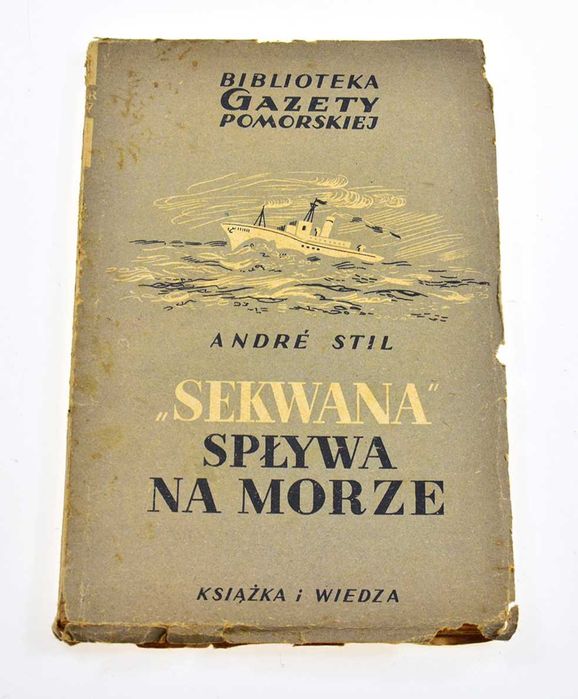 BIBLIOTEKA
GAZETY
POMORSKIEJ
ANDRÉ STIL
„SEKWANA"
SPŁYWA
NA MORZE
KSIĄŻKA i WIEDZA